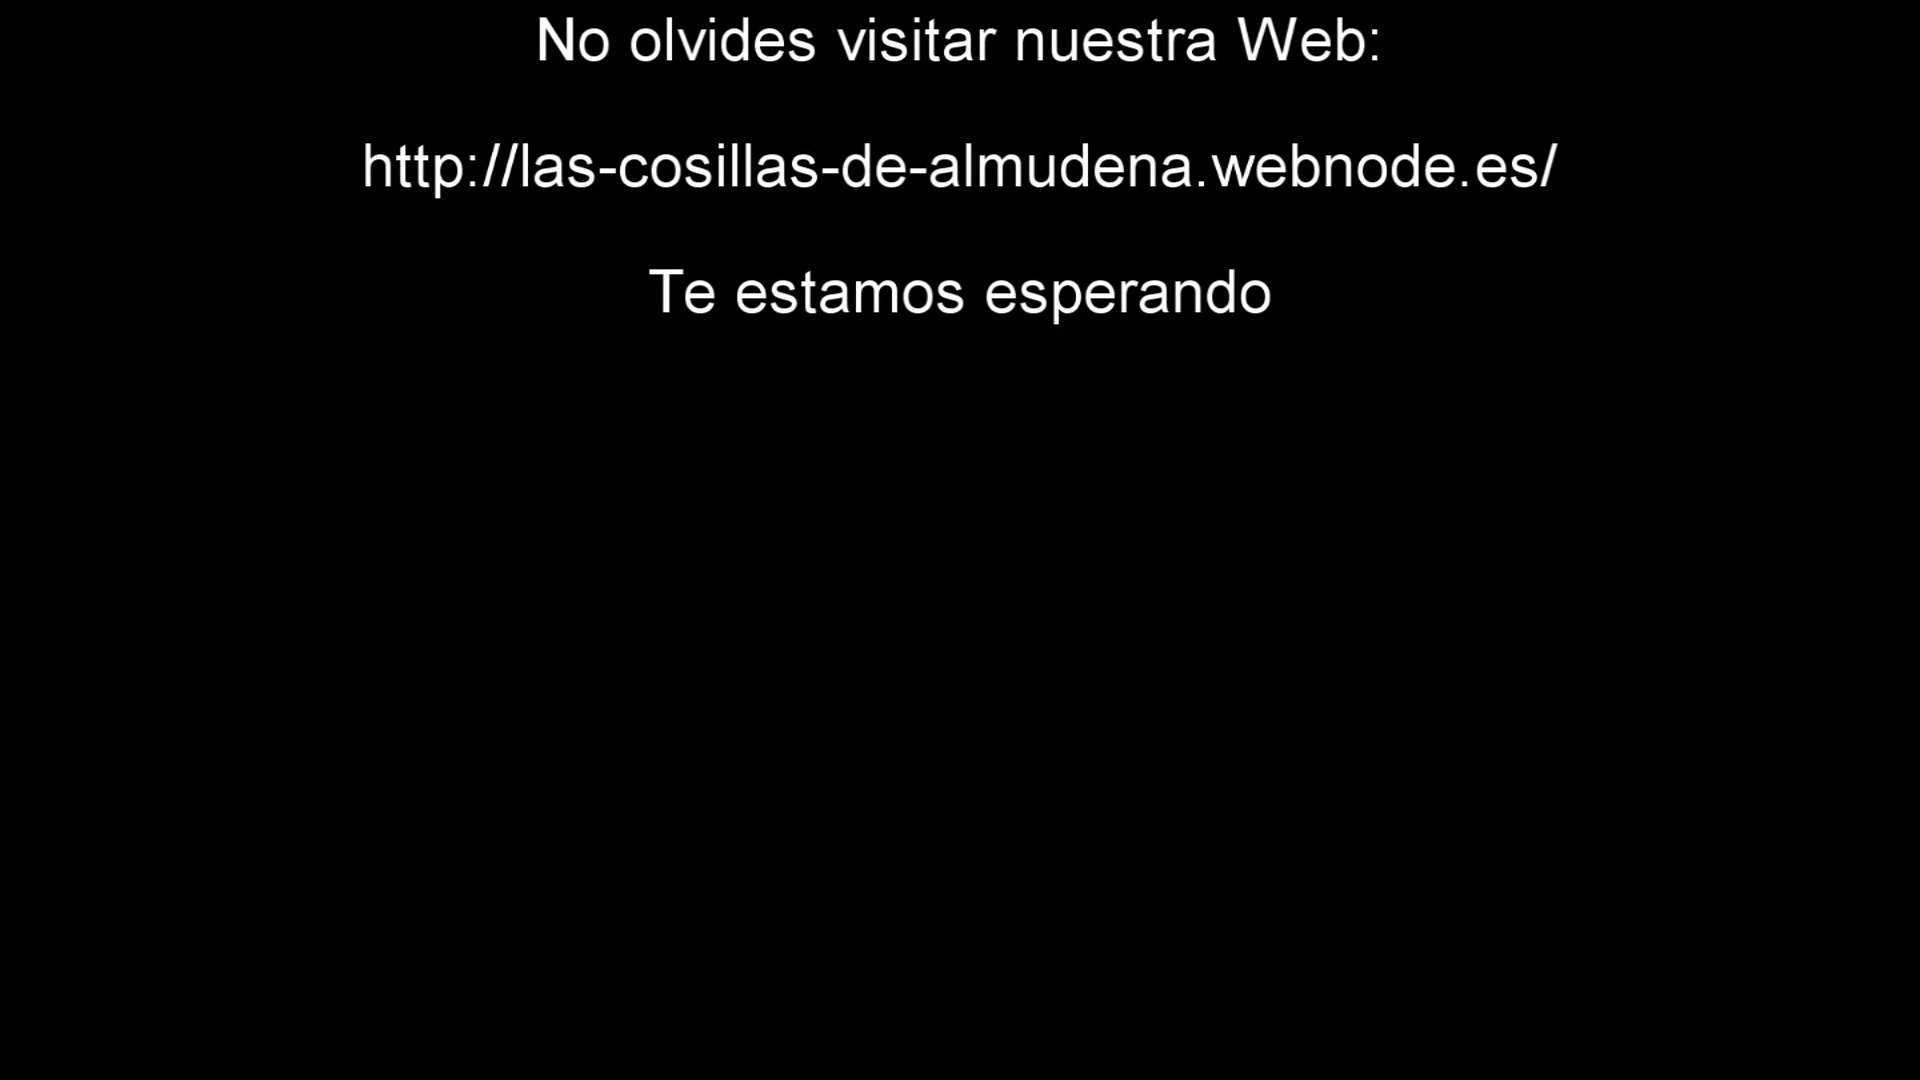 No olvides visitar nuestra Web:
http://las-cosillas-de-almudena.webnode.es/
Te estamos esperando